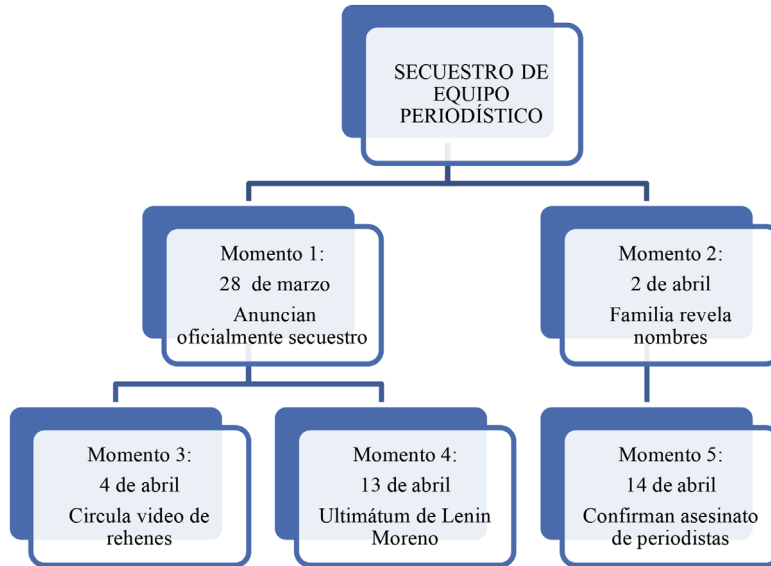 SECUESTRO DE
EQUIPO
PERIODÍSTICO
Momento 1:
28 de marzo
Anuncian
oficialmente secuestro
Momento 2:
2 de abril
Familia revela
nombres
Momento 3:
4 de abril
Circula video de
rehenes
Momento 4:
13 de abril
Ultimátum de Lenin
Moreno
Momento 5:
14 de abril
Confirman asesinato
de periodistas